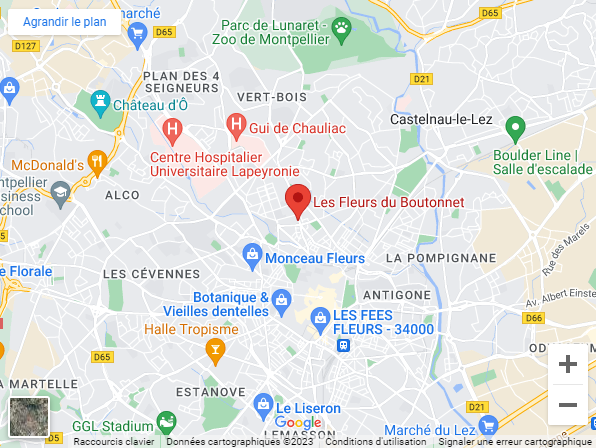 Agrandir le plan
marché
D65
D127
Parc de Lunaret -
Zoo de Montpellier
D65
D21
PLAN DES 4
SEIGNEURS
VERT-BOIS
Château d'Ô
Gui de Chauliac
Castelnau-le-Lez
McDonald's
Centre Hospitalier
Universitaire Lapeyronie
Boulder Line |
Salle d'escalade
ntpellier
siness
chool
ALCO
Les Fleurs du Boutonnet
Rue des Marels
e Florale
LES CÉVENNES
Monceau Fleurs
LA POMPIGNANE
Botanique &
Vieilles dentelles
ANTIGONE
Av. Albert Einste
D66
LES FEES
FLEURS - 34000
Halle Tropisme
D65
D21
A MARTELLE
ESTANOVE
Le Liseron
GGL Stadium
Google
LEMASSON
Marché du Lez
Raccourcis clavier
Données cartographiques ©2023
Conditions d'utilisation
Signaler une erreur cartographique